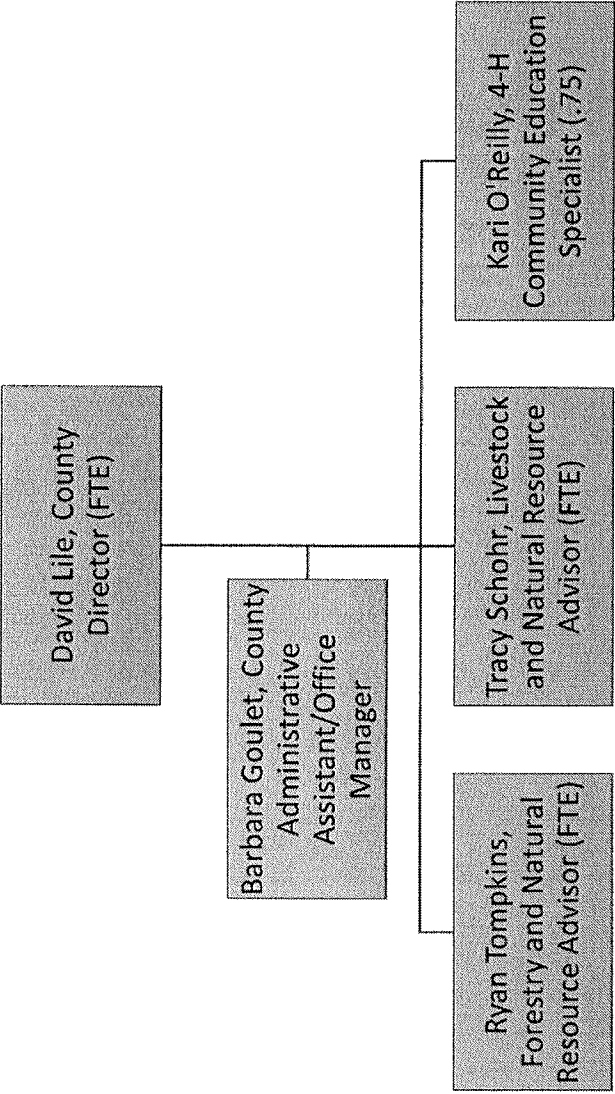 David Lile, County
Director (FTE)
Barbara Goulet, County
Administrative
Assistant/Office
Manager
Ryan Tompkins,
Forestry and Natural
Resource Advisor (FTE)
Tracy Schohr, Livestock
and Natural Resource
Advisor (FTE)
Kari O'Reilly, 4-H
Community Education
Specialist (.75)